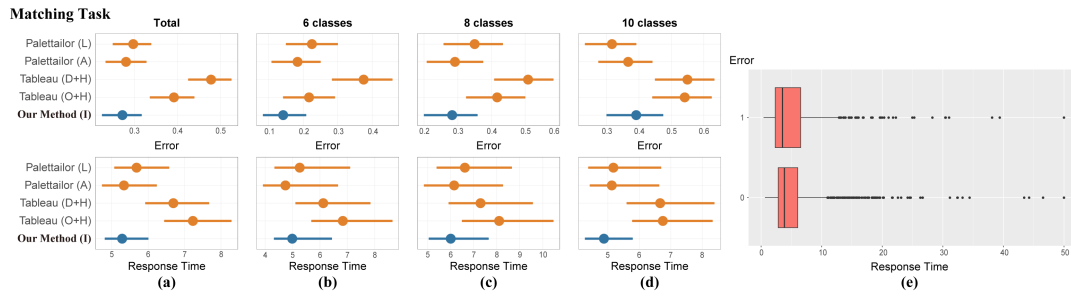 Matching Task
Total
6 classes
8 classes
10 classes
Palettailor (L)
Palettailor (A)
Tableau (D+H)
Tableau (O+H)
Our Method (I)
0.3 0.4 0.5
0.1 0.2 0.3 0.4
0.2 0.3 0.4 0.5 0.6
0.3 0.4 0.5 0.6
Error
Error
Palettailor (L)
Palettailor (A)
Tableau (D+H)
Tableau (O+H)
Our Method (I)
5 6 7 8
4 5 6 7 8
5 6 7 8 9 10
5 6 7 8
Response Time
Response Time
Response Time
Response Time
(a)
(b)
(c)
(d)
Error
1
0
0 10 20 30 40 50
Response Time
(e)